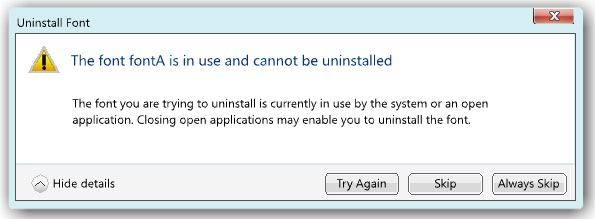 Uninstall Font
The font fontA is in use and cannot be uninstalled
The font you are trying to uninstall is currently in use by the system or an open
application. Closing open applications may enable you to uninstall the font.
Hide details
Try Again
Skip
Always Skip